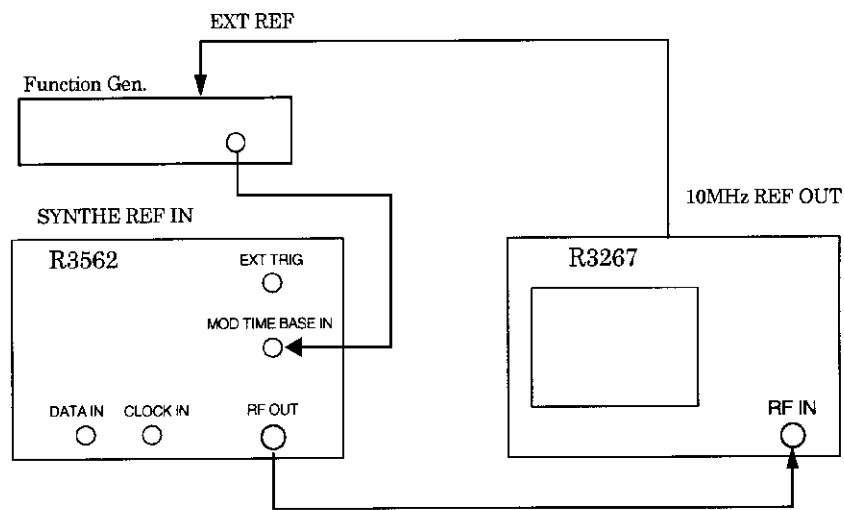 EXT REF
Function Gen.
SYNTHE REF IN
10MHz REF OUT
R3562
EXT TRIG
R3267
MOD TIME BASE IN
DATA IN
CLOCK IN
RF OUT
RF IN